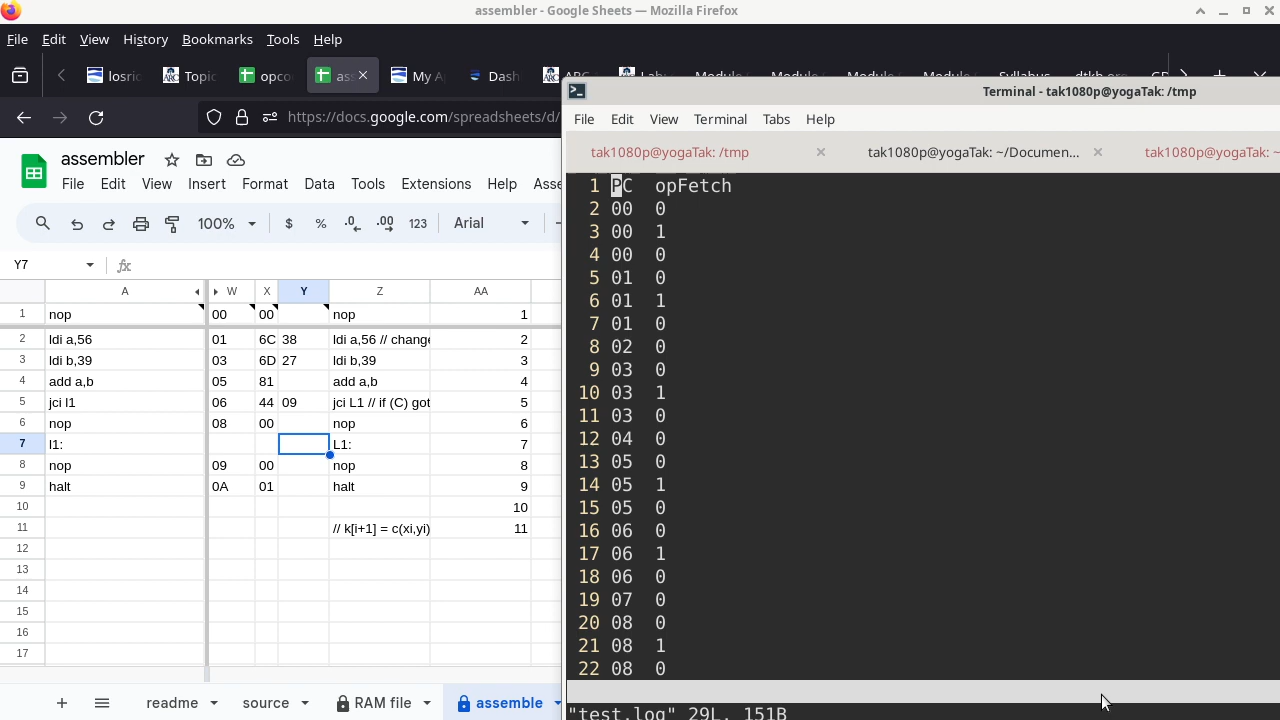 assembler - Google Sheets — Mozilla Firefox
File Edit View History Bookmarks Tools Help
losric Topic opco ass My A Dash
https://docs.google.com/spreadsheets/d/
assembler
File Edit View Insert Format Data Tools Extensions Help Asse
100% $ % .0 .00 123 Arial
Y7
A W X Y Z AA
1 nop 00 00 nop 1
2 ldi a,56 01 6C 38 ldi a,56 // change 2
3 ldi b,39 03 6D 27 ldi b,39 3
4 add a,b 05 81 add a,b 4
5 jci l1 06 44 09 jci L1 // if (C) got 5
6 nop 08 00 nop 6
7 l1: L1: 7
8 nop 09 00 nop 8
9 halt 0A 01 halt 9
10 10
11 // k[i+1] = c(xi,yi) 11
12
13
14
15
16
17
readme source RAM file assemble
Terminal - tak1080p@yogaTak: /tmp
File Edit View Terminal Tabs Help
tak1080p@yogaTak: /tmp tak1080p@yogaTak: ~/Documen... tak1080p@yogaTak: ~
1 PC opFetch
2 00 0
3 00 1
4 00 0
5 01 0
6 01 1
7 01 0
8 02 0
9 03 0
10 03 1
11 03 0
12 04 0
13 05 0
14 05 1
15 05 0
16 06 0
17 06 1
18 06 0
19 07 0
20 08 0
21 08 1
22 08 0
"test.log" 29L, 151B